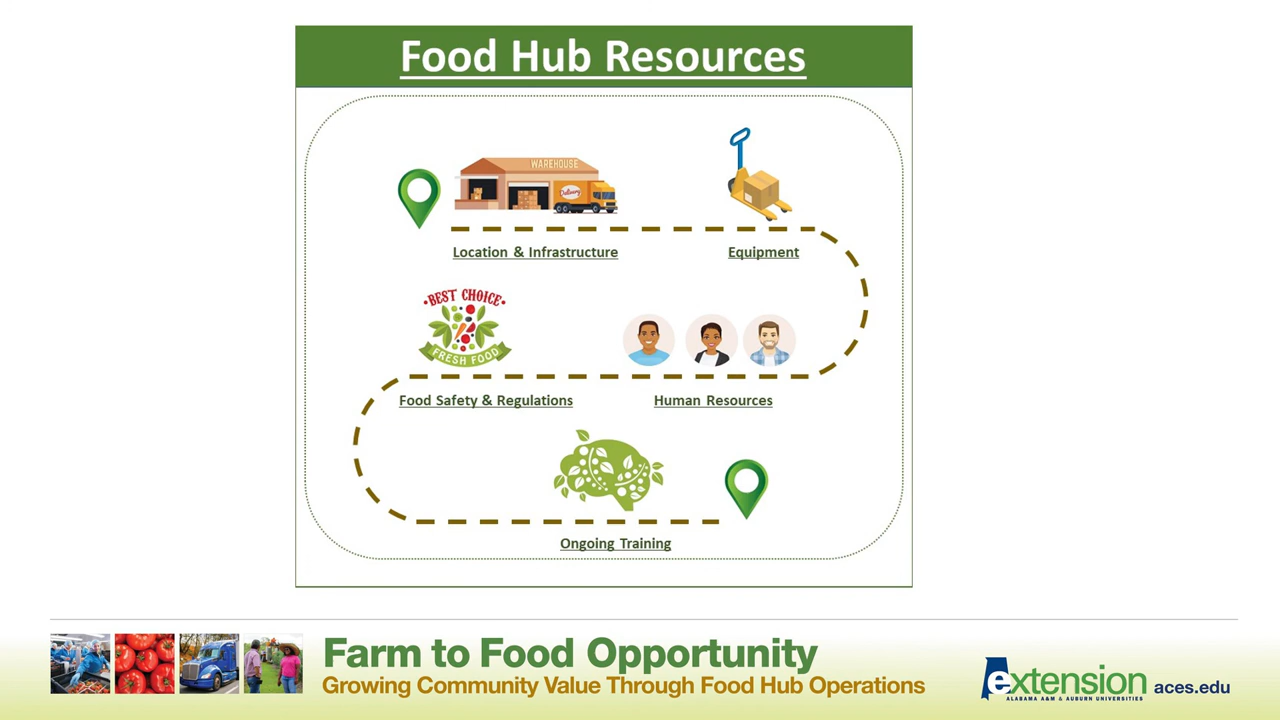 Food Hub Resources
WAREHOUSE
Delivery
Location & Infrastructure
Equipment
BEST CHOICE
FRESH FOOD
Food Safety & Regulations
Human Resources
Ongoing Training
Farm to Food Opportunity
Growing Community Value Through Food Hub Operations
extension
ALABAMA A&M & AUBURN UNIVERSITIES
aces.edu